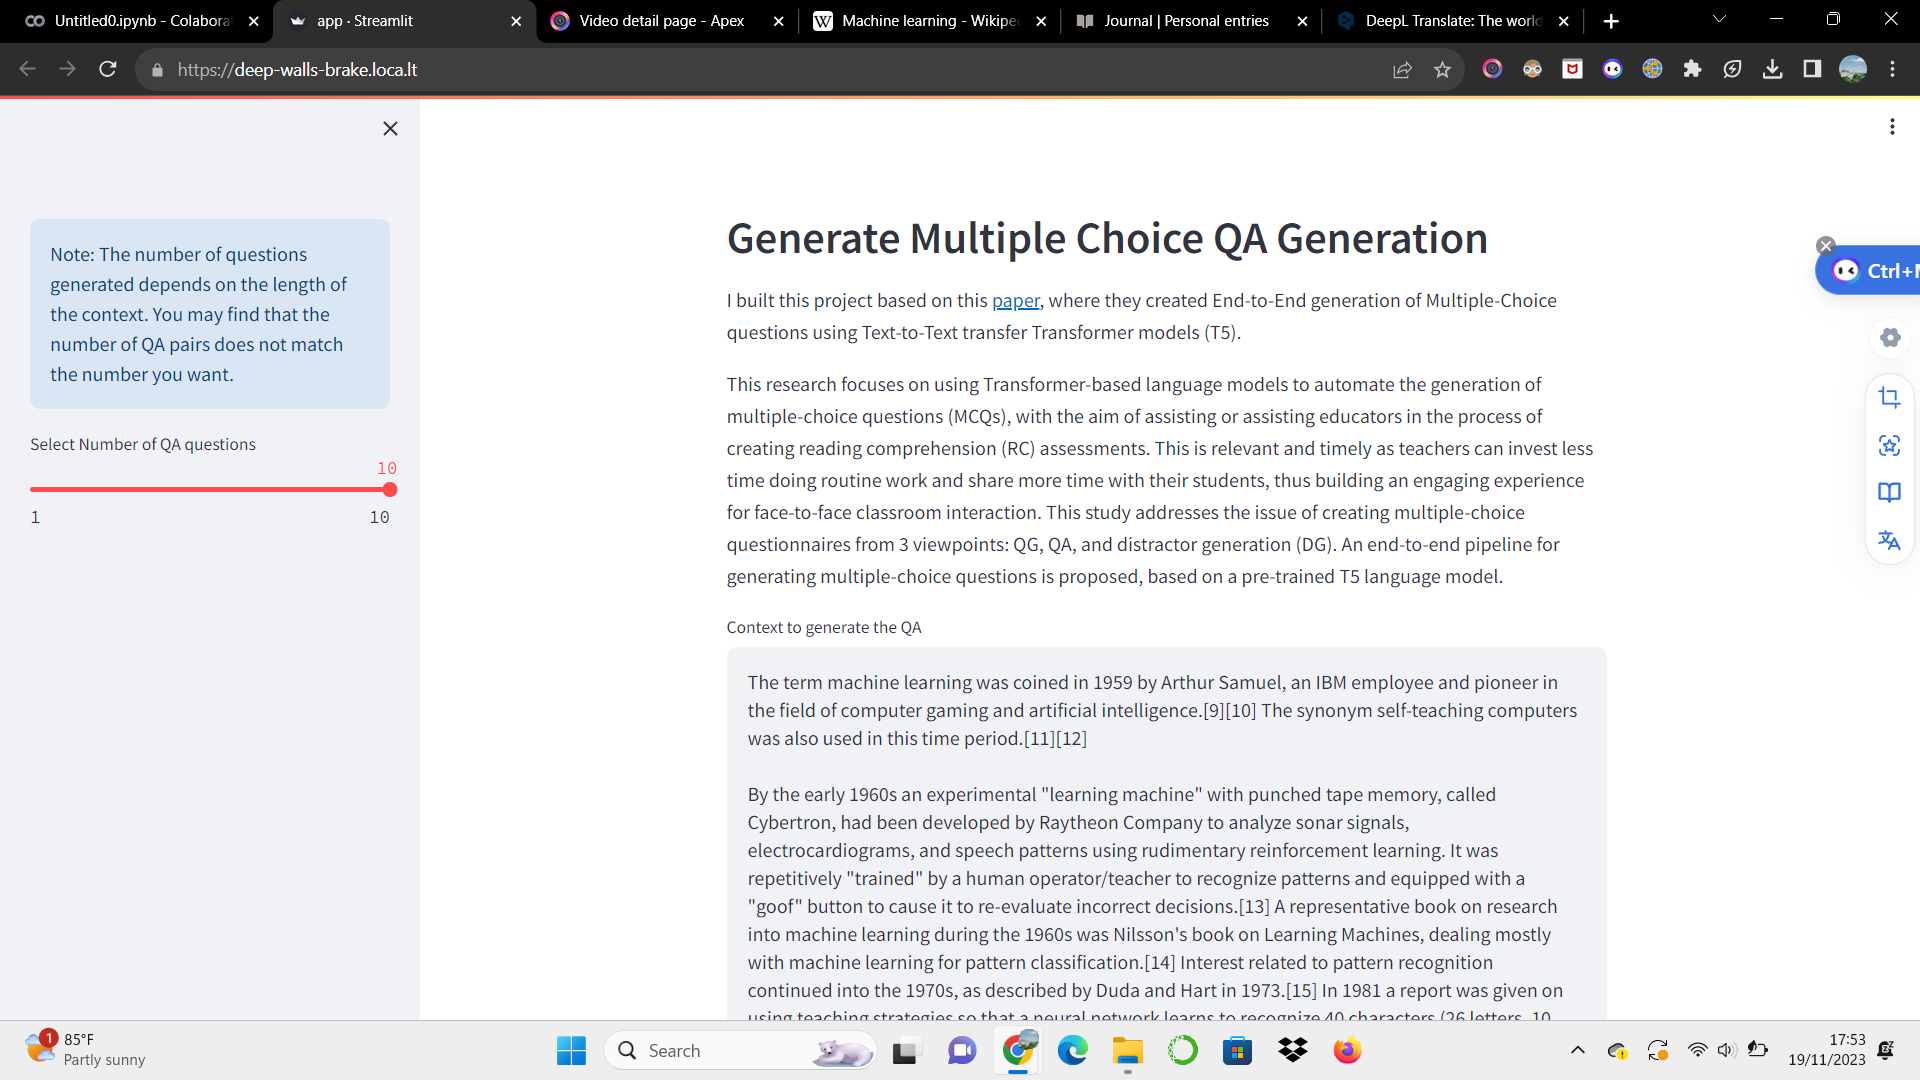 Untitled0.ipynb - Colabora
app · Streamlit
Video detail page - Apex
Machine learning - Wikipe
Journal | Personal entries
DeepL Translate: The world
https://deep-walls-brake.loca.lt
Note: The number of questions
generated depends on the length of
the context. You may find that the
number of QA pairs does not match
the number you want.
Select Number of QA questions
10
1
10
Generate Multiple Choice QA Generation
I built this project based on this paper, where they created End-to-End generation of Multiple-Choice
questions using Text-to-Text transfer Transformer models (T5).
This research focuses on using Transformer-based language models to automate the generation of
multiple-choice questions (MCQs), with the aim of assisting or assisting educators in the process of
creating reading comprehension (RC) assessments. This is relevant and timely as teachers can invest less
time doing routine work and share more time with their students, thus building an engaging experience
for face-to-face classroom interaction. This study addresses the issue of creating multiple-choice
questionnaires from 3 viewpoints: QG, QA, and distractor generation (DG). An end-to-end pipeline for
generating multiple-choice questions is proposed, based on a pre-trained T5 language model.
Context to generate the QA
The term machine learning was coined in 1959 by Arthur Samuel, an IBM employee and pioneer in
the field of computer gaming and artificial intelligence.[9][10] The synonym self-teaching computers
was also used in this time period.[11][12]
By the early 1960s an experimental "learning machine" with punched tape memory, called
Cybertron, had been developed by Raytheon Company to analyze sonar signals,
electrocardiograms, and speech patterns using rudimentary reinforcement learning. It was
repetitively "trained" by a human operator/teacher to recognize patterns and equipped with a
"goof" button to cause it to re-evaluate incorrect decisions.[13] A representative book on research
into machine learning during the 1960s was Nilsson's book on Learning Machines, dealing mostly
with machine learning for pattern classification.[14] Interest related to pattern recognition
continued into the 1970s, as described by Duda and Hart in 1973.[15] In 1981 a report was given on
using teaching strategies so that a neural network learns to recognize 40 characters (26 letters, 10
Ctrl+M
1
85°F
Partly sunny
Search
17:53
19/11/2023